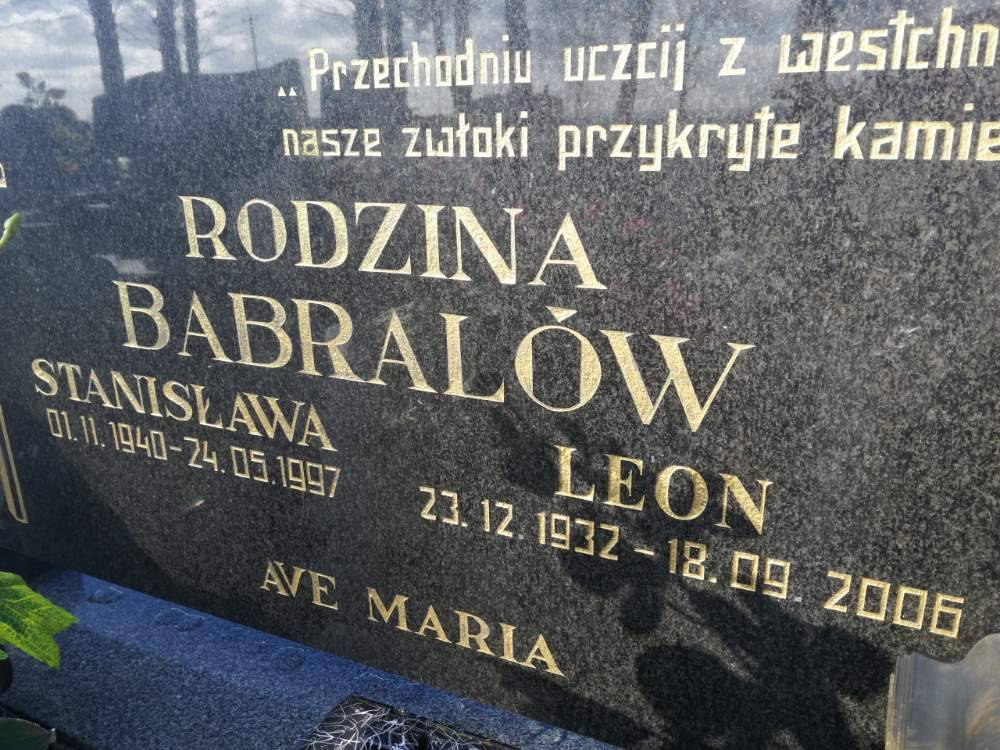 „Przechodniu uczcij z westchn
nasze zwłoki przykryte kamie
RODZINA
BABRALÓW
STANISŁAWA
01.11.1940-24.05.1997
LEON
23.12.1932-18.09.2006
AVE MARIA